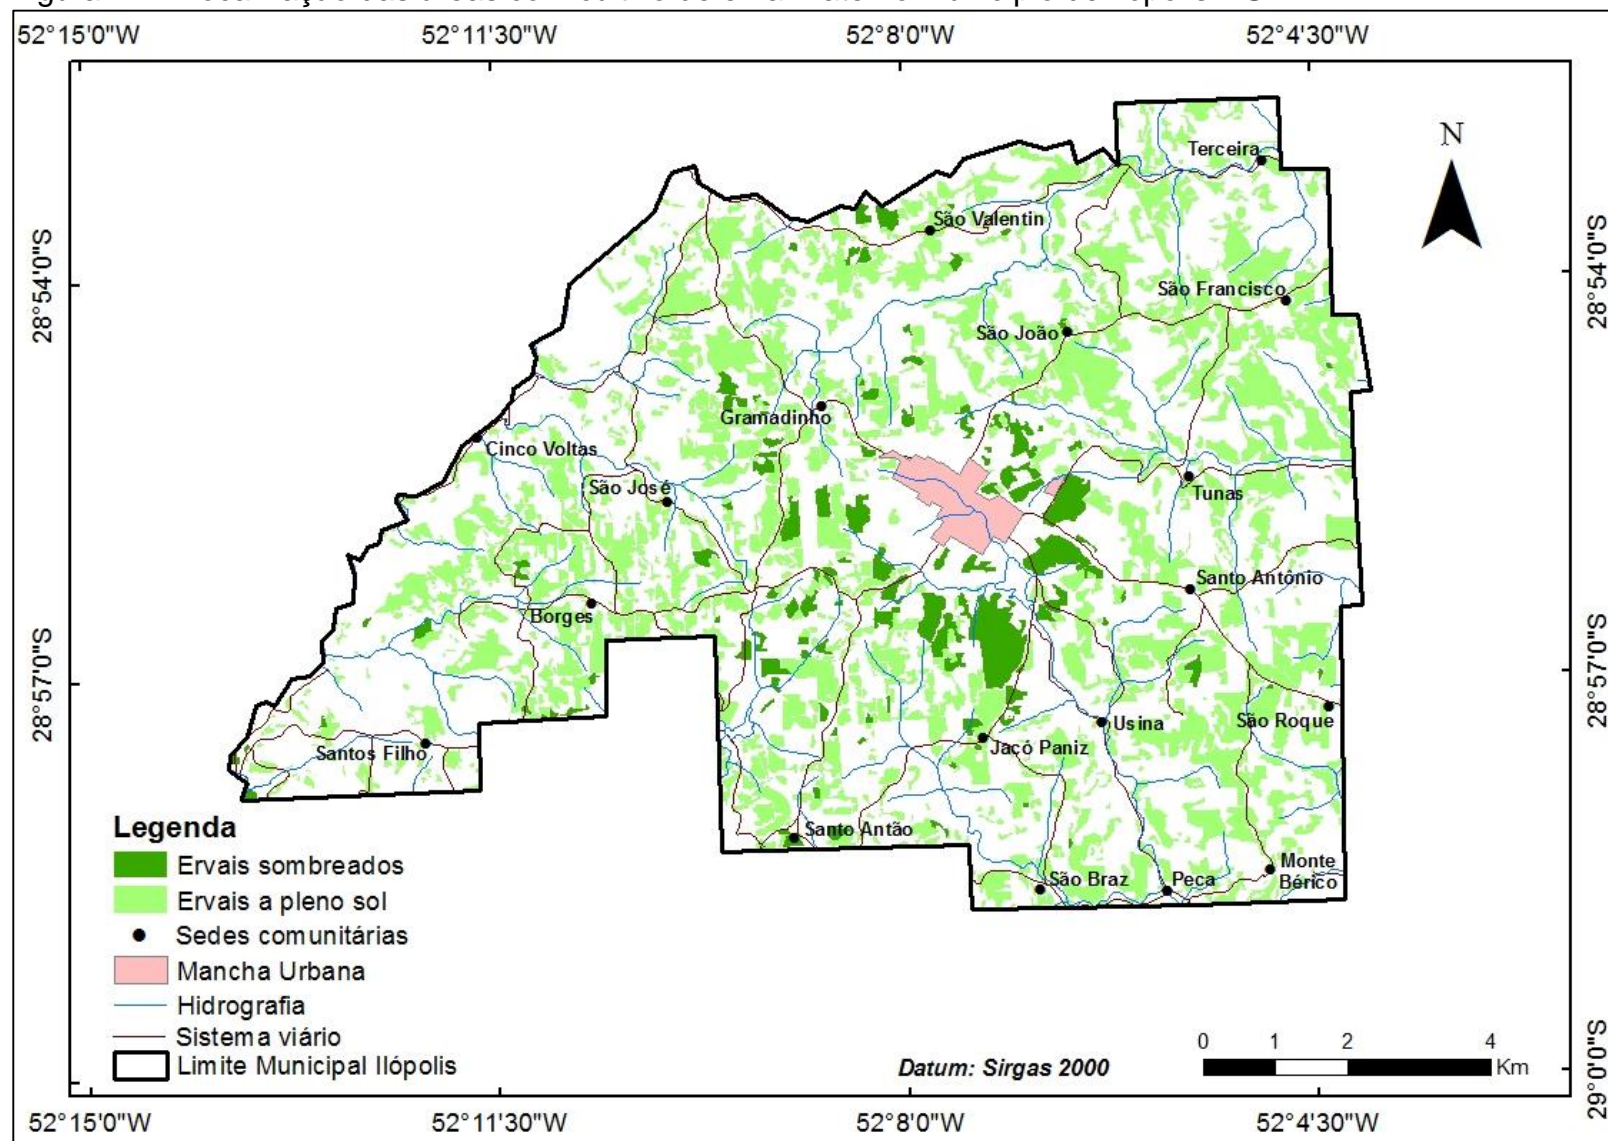 52°15'0"W 52°11'30"W 52°8'0"W 52°4'30"W
N
Terceira
São Valentin
28°54'0"S
28°54'0"S
São Francisco
São João
Gramadinho
Cinco Voltas
São José
Tunas
Santo Antônio
Borges
28°57'0"S
28°57'0"S
São Roque
Usina
Jacó Paniz
Santos Filho
Santo Antão
Monte
Bérico
São Braz
Peca
Legenda
Ervais sombreados
Ervais a pleno sol
Sedes comunitárias
Mancha Urbana
Hidrografia
Sistema viário
Limite Municipal Ilópolis
Datum: Sirgas 2000
0 1 2 4
Km
29°0'0"S
52°15'0"W 52°11'30"W 52°8'0"W 52°4'30"W